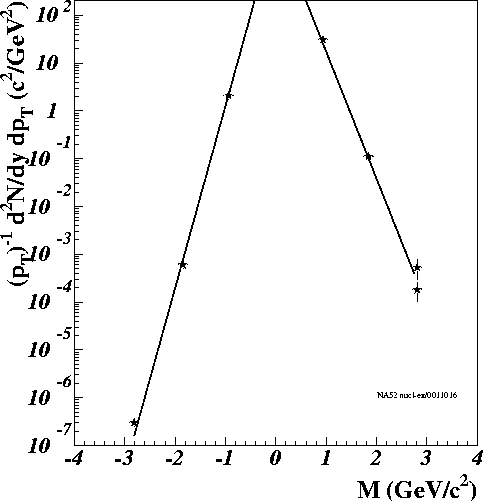 (p_T)^-1 d^2N/dy dp_T (c^2/GeV^2)
10^2
10
1
10^-1
10^-2
10^-3
10^-4
10^-5
10^-6
10^-7
NA52 nucl-ex/0011016
-4 -3 -2 -1 0 1 2 3 4
M (GeV/c^2)